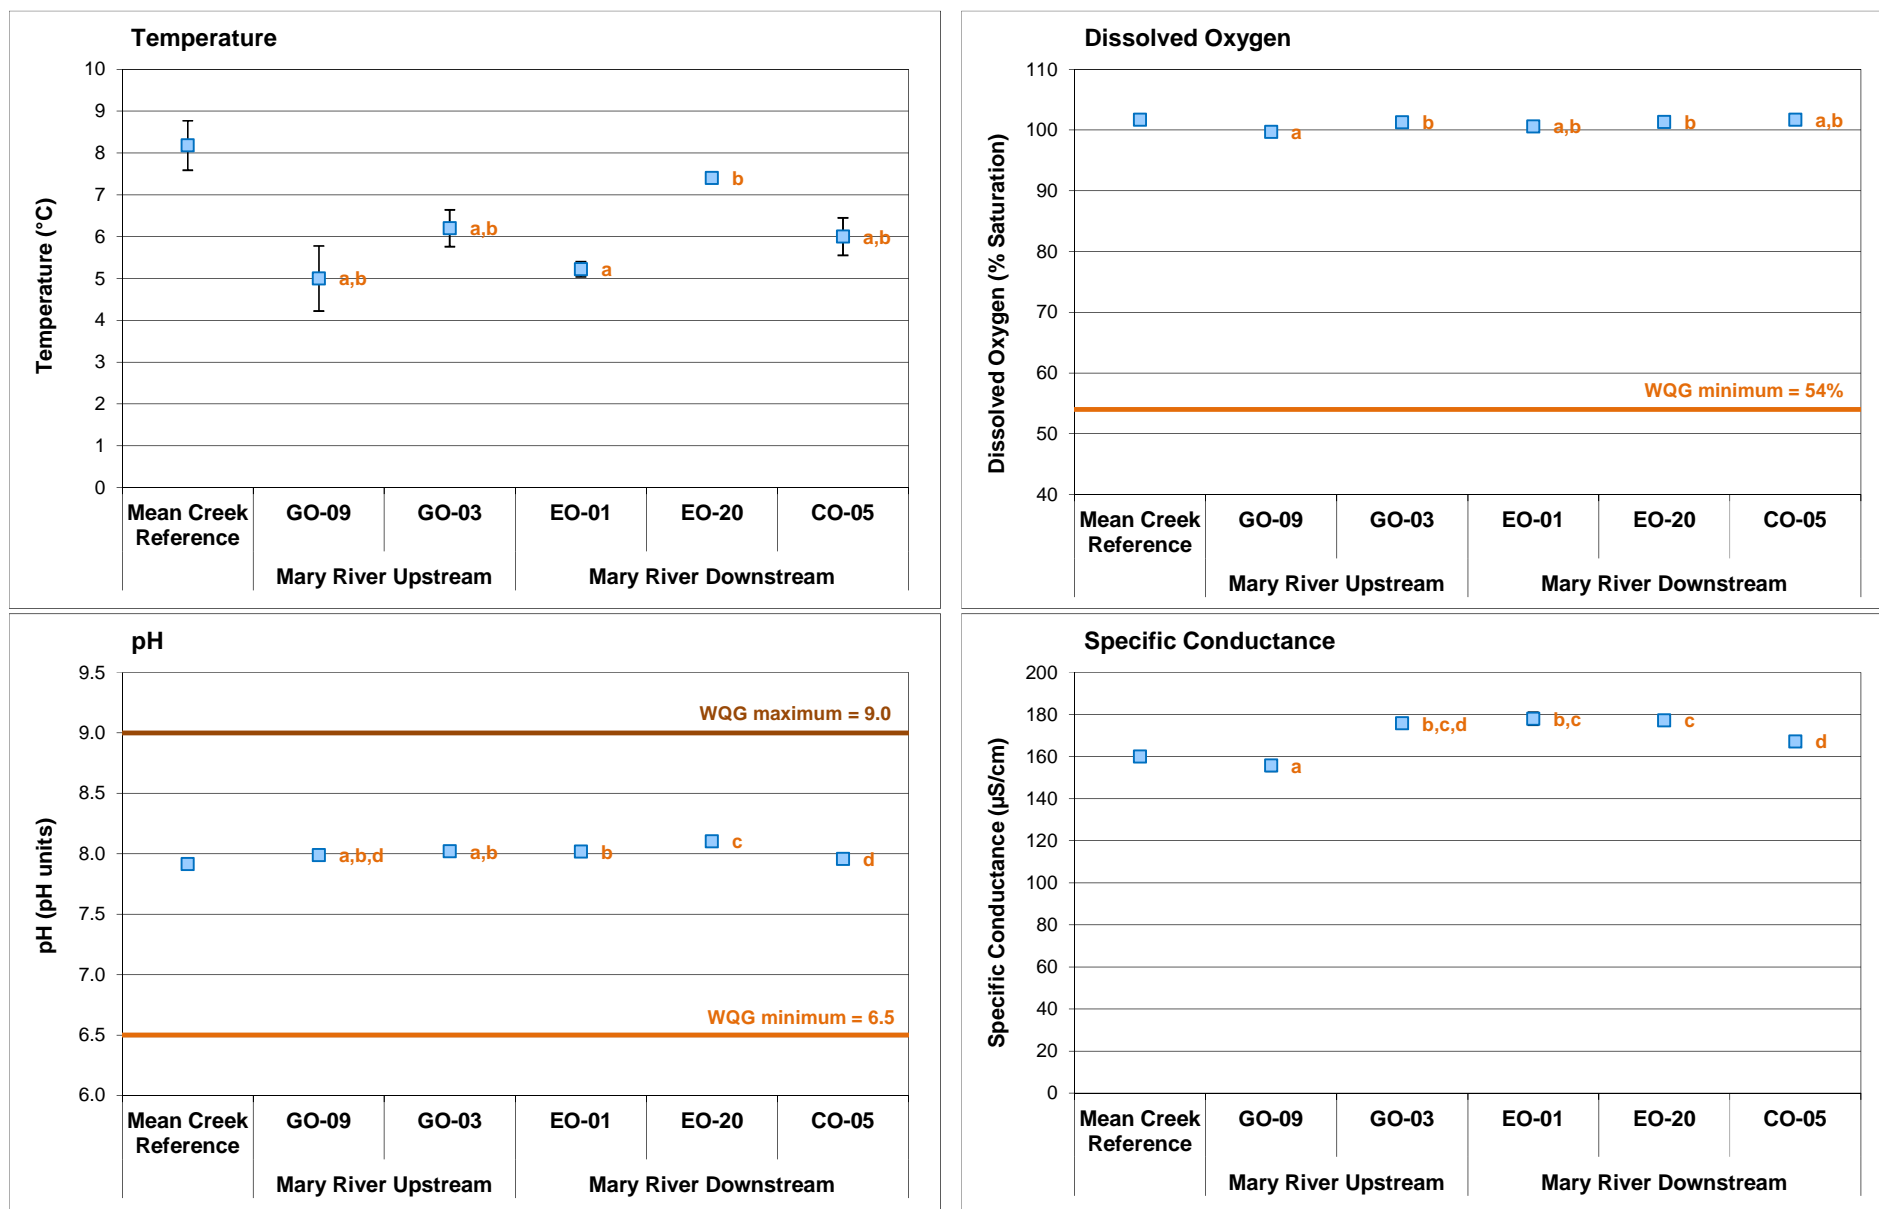 Temperature
10
9
8
7
6
5
4
3
2
1
0
Temperature (°C)
a,b
a,b
a
b
a,b
Mean Creek
Reference
GO-09
GO-03
EO-01
EO-20
CO-05
Mary River Upstream
Mary River Downstream
Dissolved Oxygen
110
100
90
80
70
60
50
40
Dissolved Oxygen (% Saturation)
a
b
a,b
b
a,b
WQG minimum = 54%
Mean Creek
Reference
GO-09
GO-03
EO-01
EO-20
CO-05
Mary River Upstream
Mary River Downstream
pH
9.5
9.0
8.5
8.0
7.5
7.0
6.5
6.0
pH (pH units)
WQG maximum = 9.0
a,b,d
a,b
b
c
d
WQG minimum = 6.5
Mean Creek
Reference
GO-09
GO-03
EO-01
EO-20
CO-05
Mary River Upstream
Mary River Downstream
Specific Conductance
200
180
160
140
120
100
80
60
40
20
0
Specific Conductance (µS/cm)
a
b,c,d
b,c
c
d
Mean Creek
Reference
GO-09
GO-03
EO-01
EO-20
CO-05
Mary River Upstream
Mary River Downstream